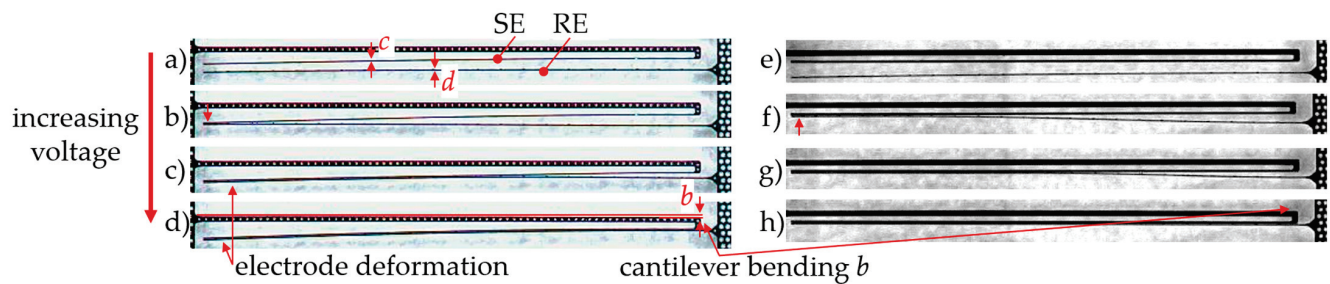 SE RE
a) c d e)
increasing
voltage
b) f)
c) g)
d) b h)
electrode deformation cantilever bending b